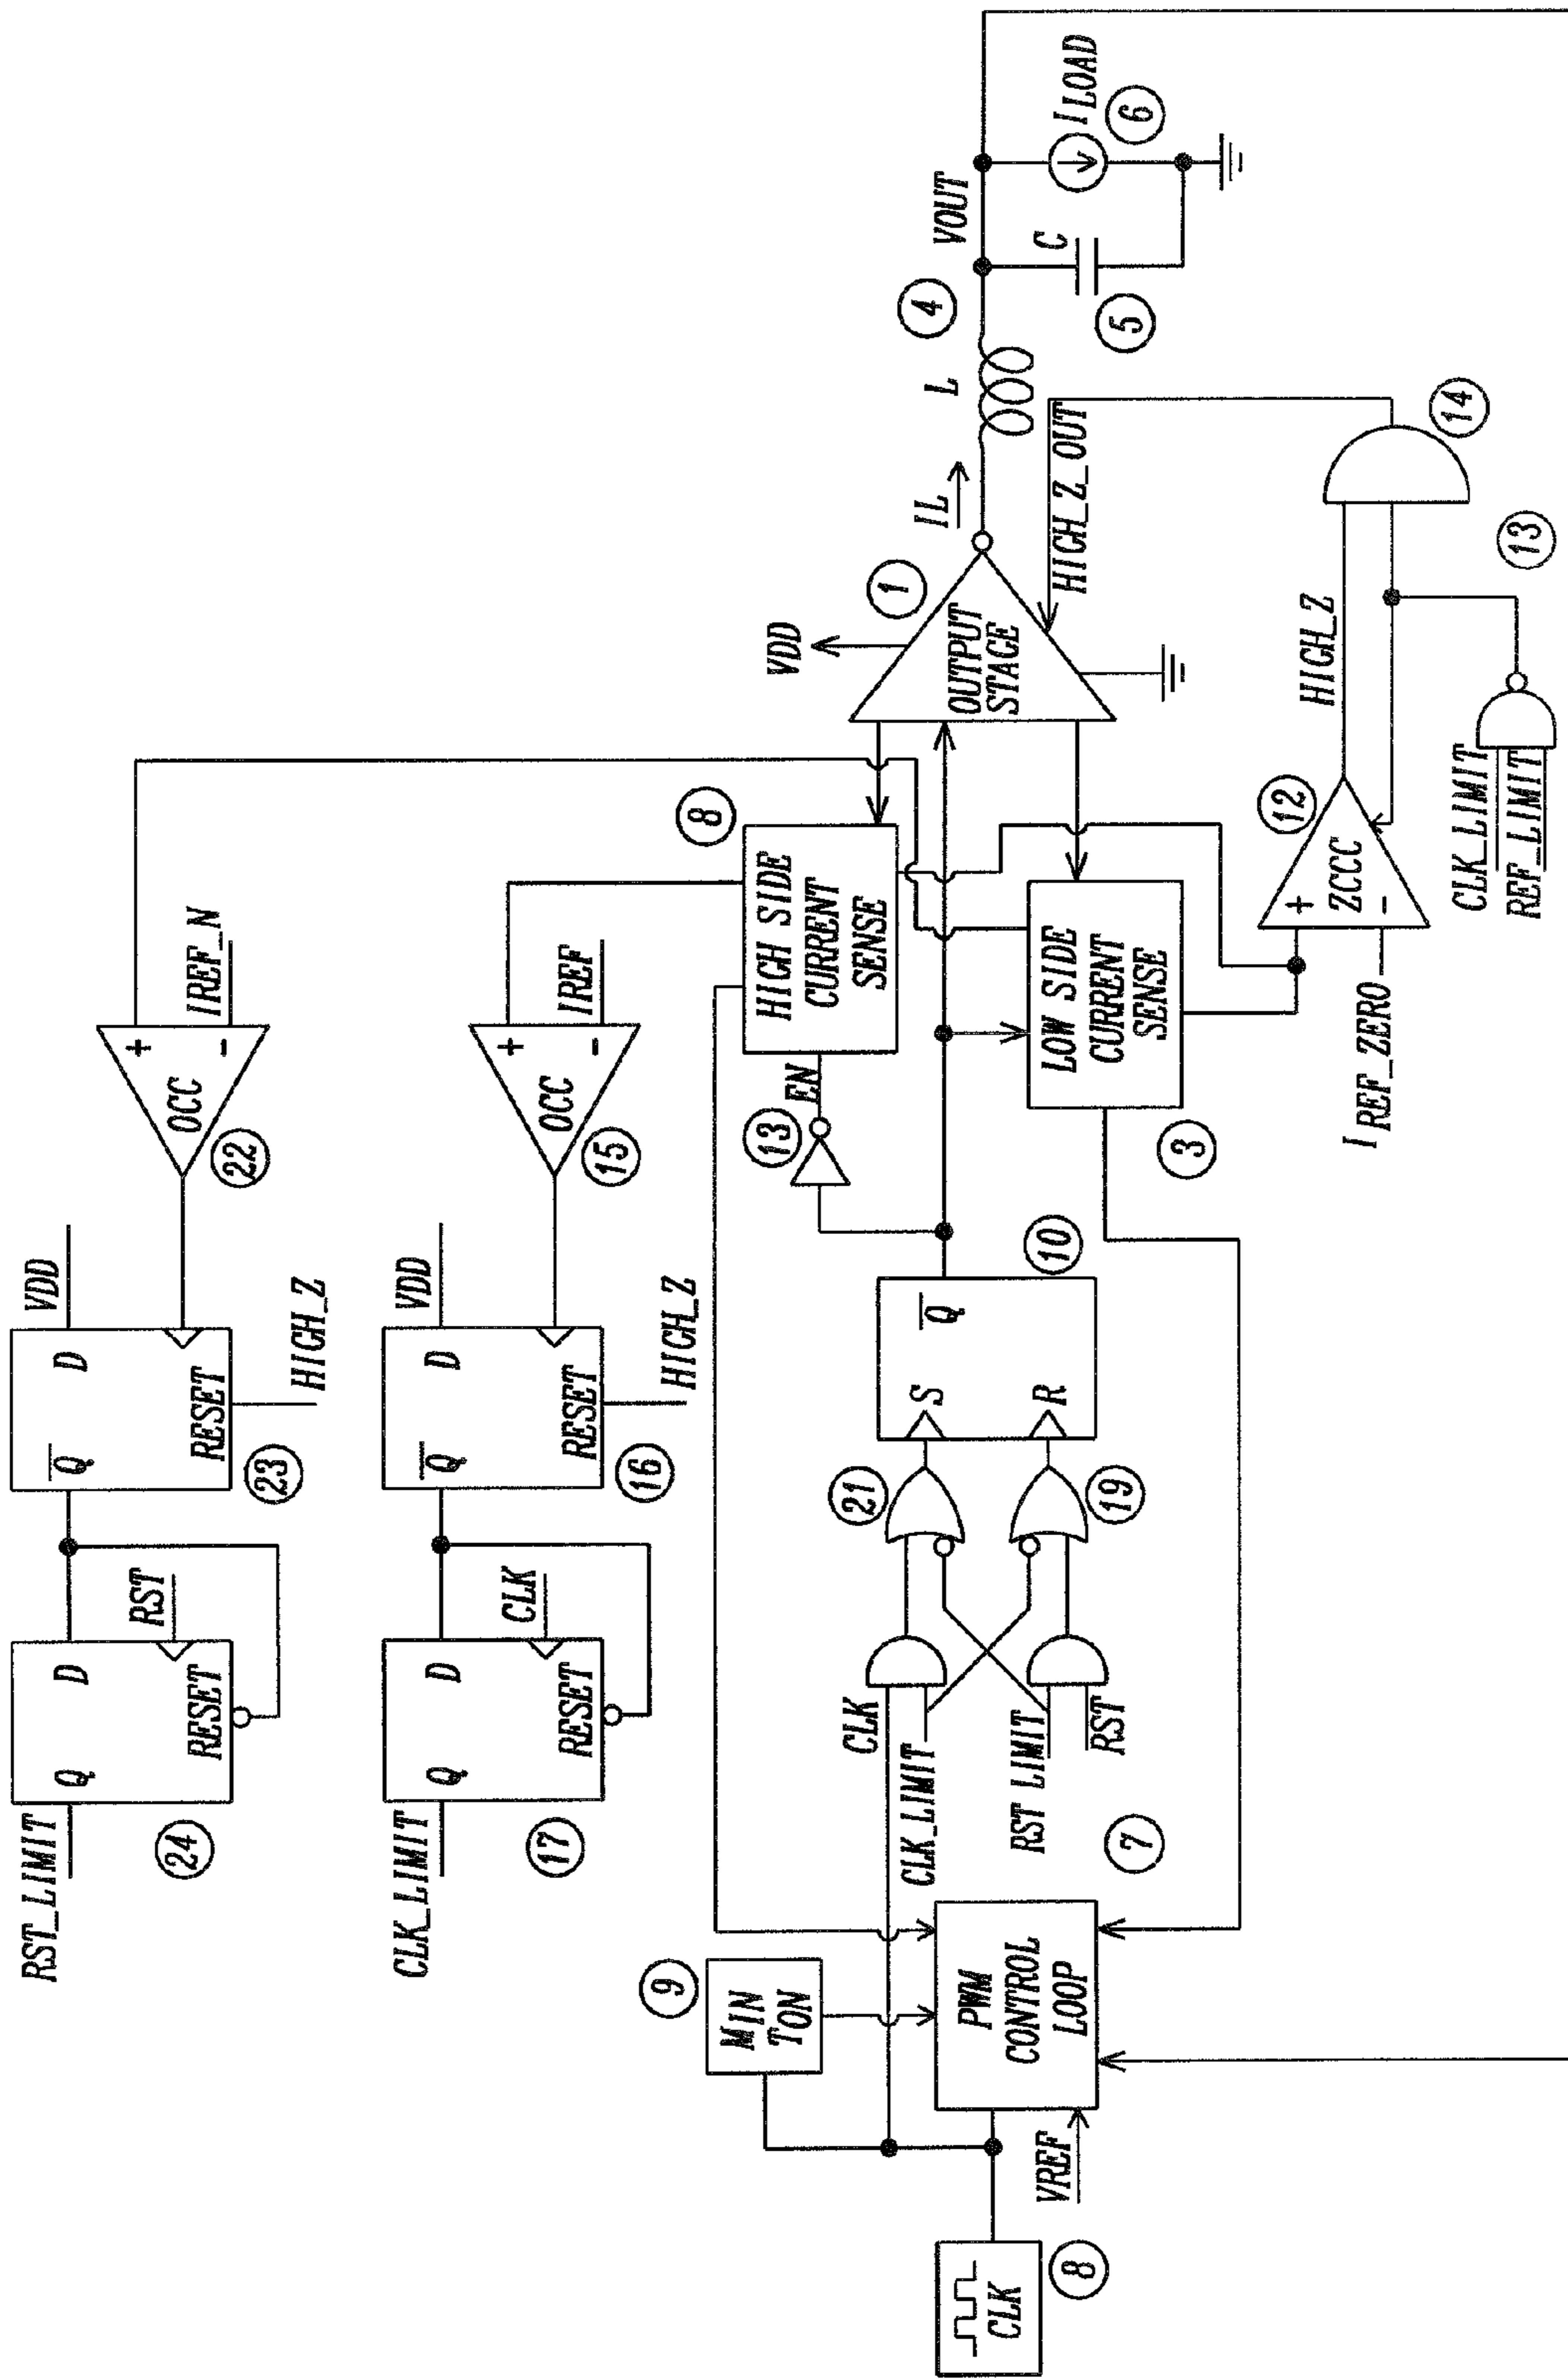 RST_LIMIT
24
Q
D
RESET
RST
Q
D
RESET
23
VDD
HIGH_Z
22
OCC
+
-
IREF_N
CLK_LIMIT
17
Q
D
RESET
CLK
Q
D
RESET
16
VDD
HIGH_Z
15
OCC
+
-
IREF
9
MIN
TON
8
CLK
VREF
PWM
CONTROL
LOOP
7
CLK
CLK_LIMIT
RST LIMIT
RST
21
19
S
R
Q
10
13
EN
8
HIGH SIDE
CURRENT
SENSE
LOW SIDE
CURRENT
SENSE
3
VDD
1
OUTPUT
STAGE
HIGH_Z_OUT
IL
L
4
VOUT
C
5
ILOAD
6
IREF_ZERO
+
-
ZCCC
12
HIGH_Z
14
CLK_LIMIT
REF_LIMIT
13